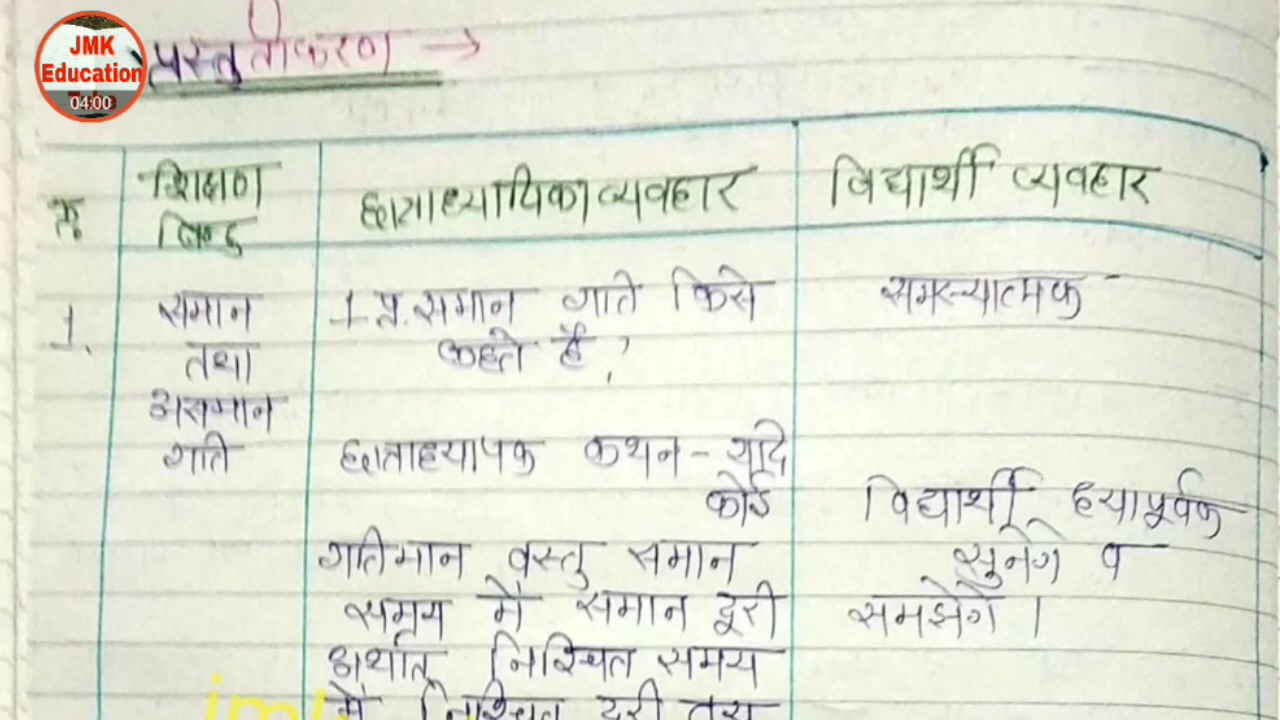 JMK
Education
04:00
प्रस्तुतीकरण →
क्र. शिक्षण बिन्दु छात्राध्यापिका व्यवहार विद्यार्थी व्यवहार
1. समान 1 प्र. समान गति किसे समस्यात्मक
तथा कहते हैं ?
असमान
गति छात्राध्यापक कथन - यदि
कोई विद्यार्थी ध्यापूर्वक
गतिमान वस्तु समान सुनेगे व
समय में समान दूरी समझेगे ।
अर्थात् निश्चित समय
में निश्चित दूरी तय